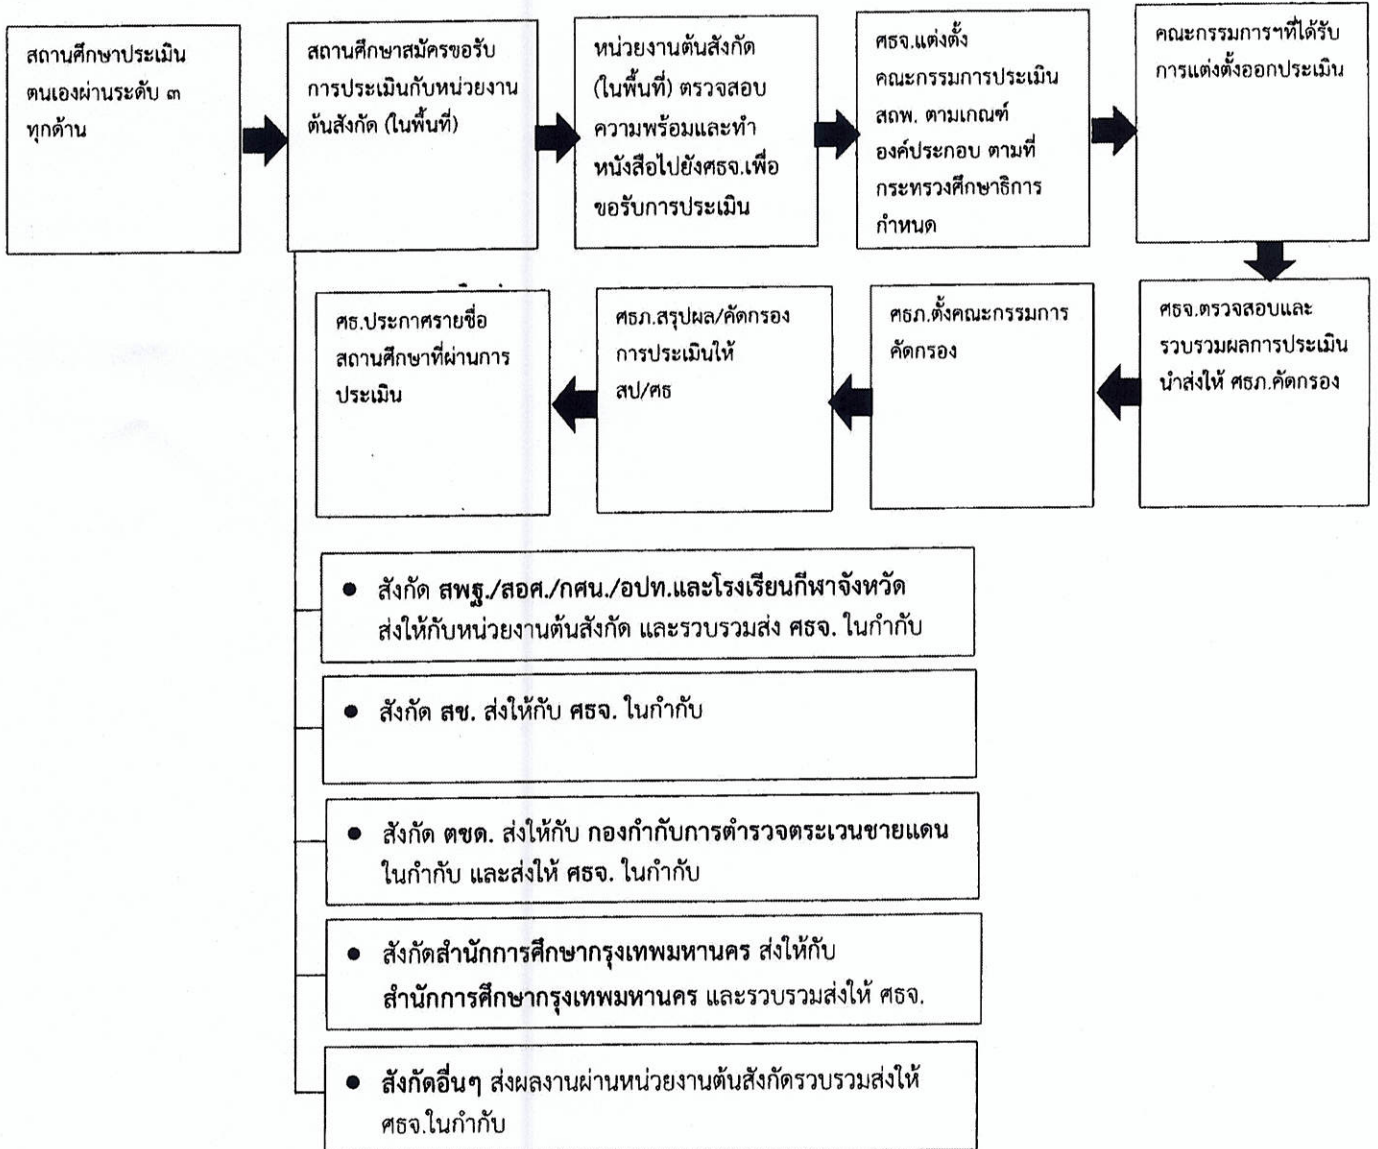 สถานศึกษาประเมิน
ตนเองผ่านระดับ ๓
ทุกด้าน
สถานศึกษาสมัครขอรับ
การประเมินกับหน่วยงาน
ต้นสังกัด (ในพื้นที่)
หน่วยงานต้นสังกัด
(ในพื้นที่) ตรวจสอบ
ความพร้อมและทำ
หนังสือไปยังศธจ.เพื่อ
ขอรับการประเมิน
ศธจ.แต่งตั้ง
คณะกรรมการประเมิน
สถพ. ตามเกณฑ์
องค์ประกอบ ตามที่
กระทรวงศึกษาธิการ
กำหนด
คณะกรรมการฯที่ได้รับ
การแต่งตั้งออกประเมิน
ศธจ.ตรวจสอบและ
รวบรวมผลการประเมิน
นำส่งให้ ศธภ.คัดกรอง
ศธภ.ตั้งคณะกรรมการ
คัดกรอง
ศธภ.สรุปผล/คัดกรอง
การประเมินให้
สป/ศธ
ศธ.ประกาศรายชื่อ
สถานศึกษาที่ผ่านการ
ประเมิน
● สังกัด สพฐ./สอศ./กศน./อปท.และโรงเรียนกีฬาจังหวัด
ส่งให้กับหน่วยงานต้นสังกัด และรวบรวมส่ง ศธจ. ในกำกับ
● สังกัด สช. ส่งให้กับ ศธจ. ในกำกับ
● สังกัด ตชด. ส่งให้กับ กองกำกับการตำรวจตระเวนชายแดน
ในกำกับ และส่งให้ ศธจ. ในกำกับ
● สังกัดสำนักการศึกษากรุงเทพมหานคร ส่งให้กับ
สำนักการศึกษากรุงเทพมหานคร และรวบรวมส่งให้ ศธจ.
● สังกัดอื่นๆ ส่งผลงานผ่านหน่วยงานต้นสังกัดรวบรวมส่งให้
ศธจ.ในกำกับ